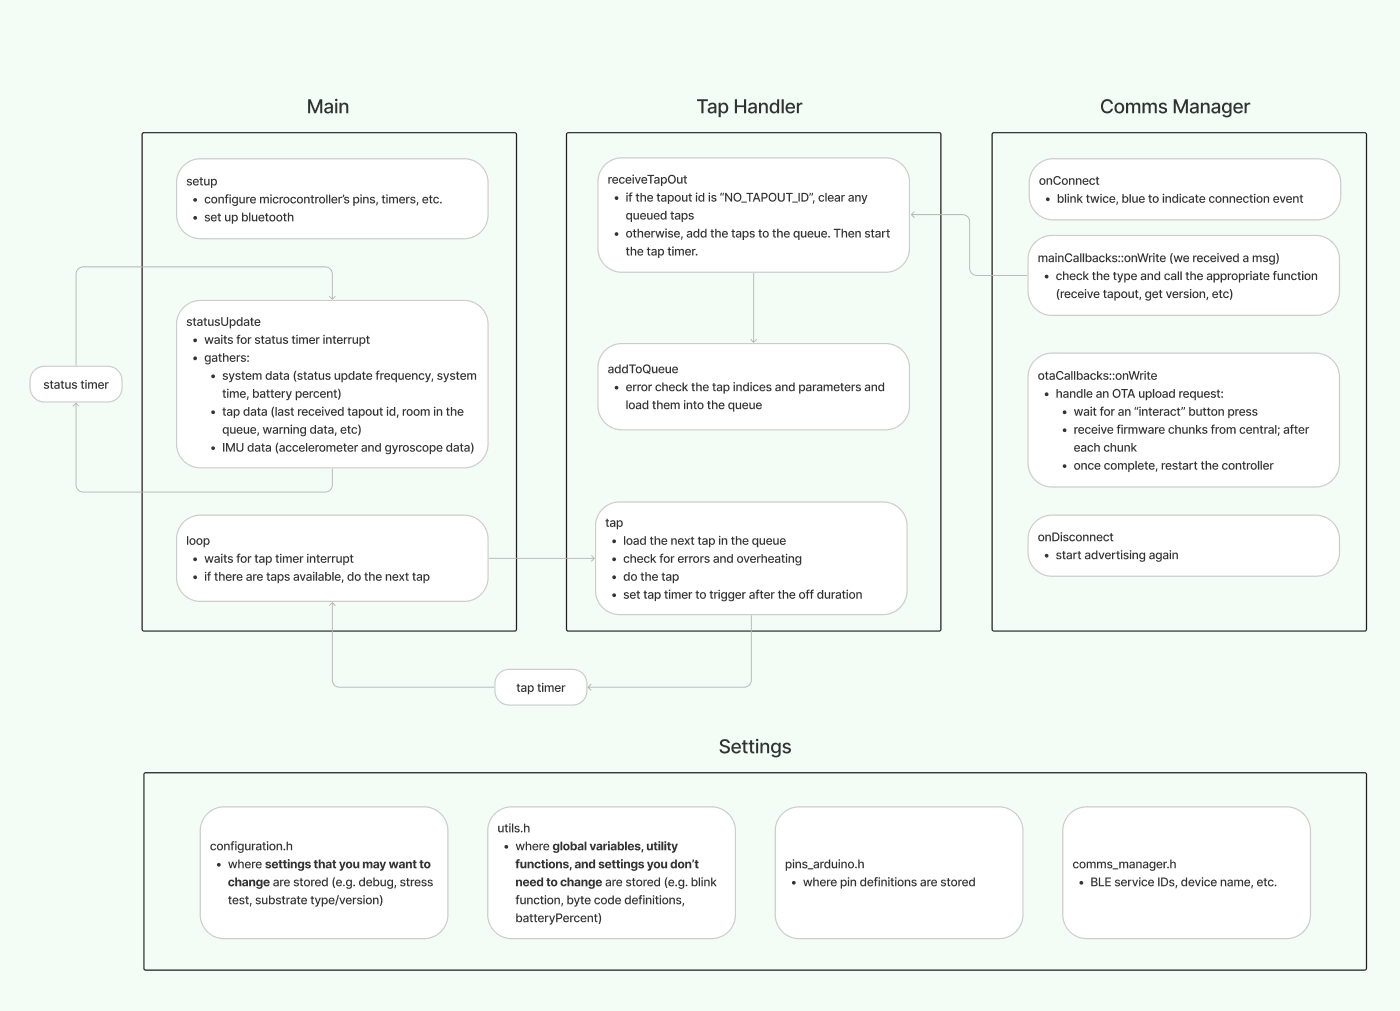 Main
setup
• configure microcontroller’s pins, timers, etc.
• set up bluetooth
statusUpdate
• waits for status timer interrupt
• gathers:
• system data (status update frequency, system
time, battery percent)
• tap data (last received tapout id, room in the
queue, warning data, etc)
• IMU data (accelerometer and gyroscope data)
status timer
loop
• waits for tap timer interrupt
• if there are taps available, do the next tap
Tap Handler
receiveTapOut
• if the tapout id is “NO_TAPOUT_ID”, clear any
queued taps
• otherwise, add the taps to the queue. Then start
the tap timer.
addToQueue
• error check the tap indices and parameters and
load them into the queue
tap
• load the next tap in the queue
• check for errors and overheating
• do the tap
• set tap timer to trigger after the off duration
tap timer
Comms Manager
onConnect
• blink twice, blue to indicate connection event
mainCallbacks::onWrite (we received a msg)
• check the type and call the appropriate function
(receive tapout, get version, etc)
otaCallbacks::onWrite
• handle an OTA upload request:
• wait for an “interact” button press
• receive firmware chunks from central; after
each chunk
• once complete, restart the controller
onDisconnect
• start advertising again
Settings
configuration.h
• where settings that you may want to
change are stored (e.g. debug, stress
test, substrate type/version)
utils.h
• where global variables, utility
functions, and settings you don’t
need to change are stored (e.g. blink
function, byte code definitions,
batteryPercent)
pins_arduino.h
• where pin definitions are stored
comms_manager.h
• BLE service IDs, device name, etc.